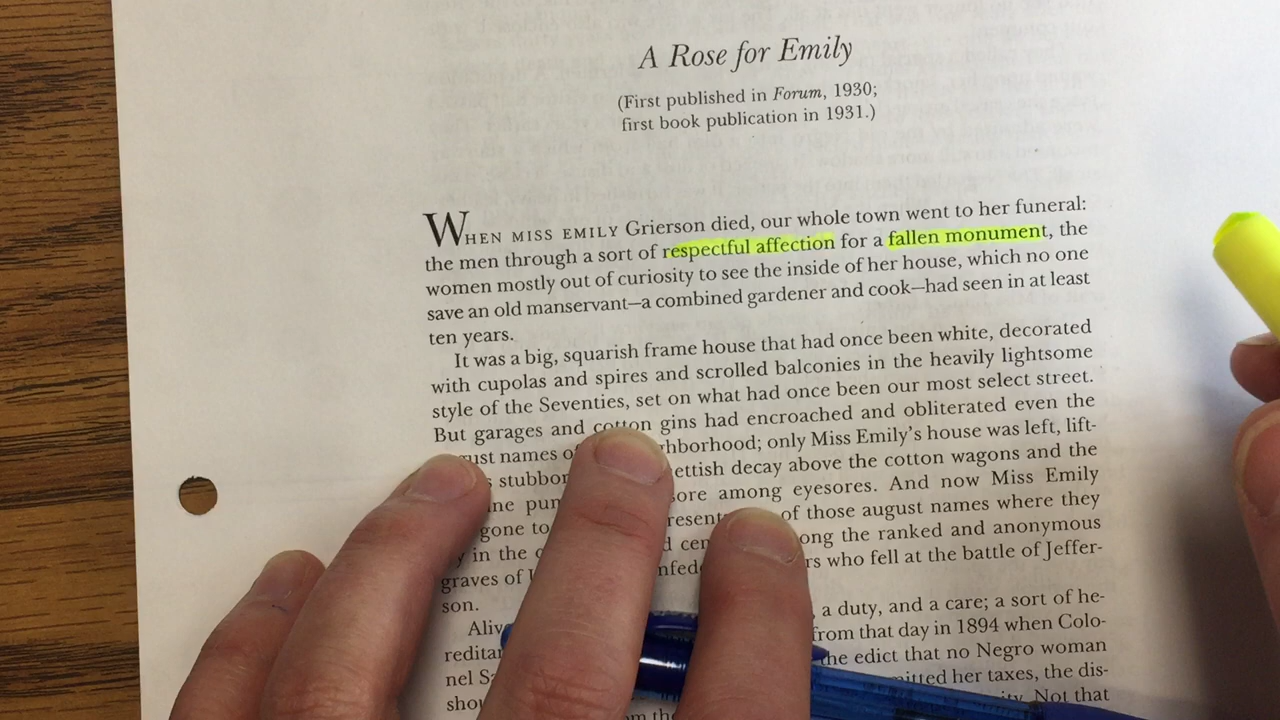 A Rose for Emily
(First published in Forum, 1930;
first book publication in 1931.)
WHEN MISS EMILY Grierson died, our whole town went to her funeral:
the men through a sort of respectful affection for a fallen monument, the
women mostly out of curiosity to see the inside of her house, which no one
save an old manservant—a combined gardener and cook—had seen in at least
ten years.
It was a big, squarish frame house that had once been white, decorated
with cupolas and spires and scrolled balconies in the heavily lightsome
style of the Seventies, set on what had once been our most select street.
But garages and cotton gins had encroached and obliterated even the
names only Miss Emily's house was left, lift-
decay above the cotton wagons and the
among eyesores. And now Miss Emily
gone to of those august names where they
in the the ranked and anonymous
graves of who fell at the battle of Jeffer-
son.
a duty, and a care; a sort of he-
from that day in 1894 when Colo-
the edict that no Negro woman
her taxes, the dis-
Not that